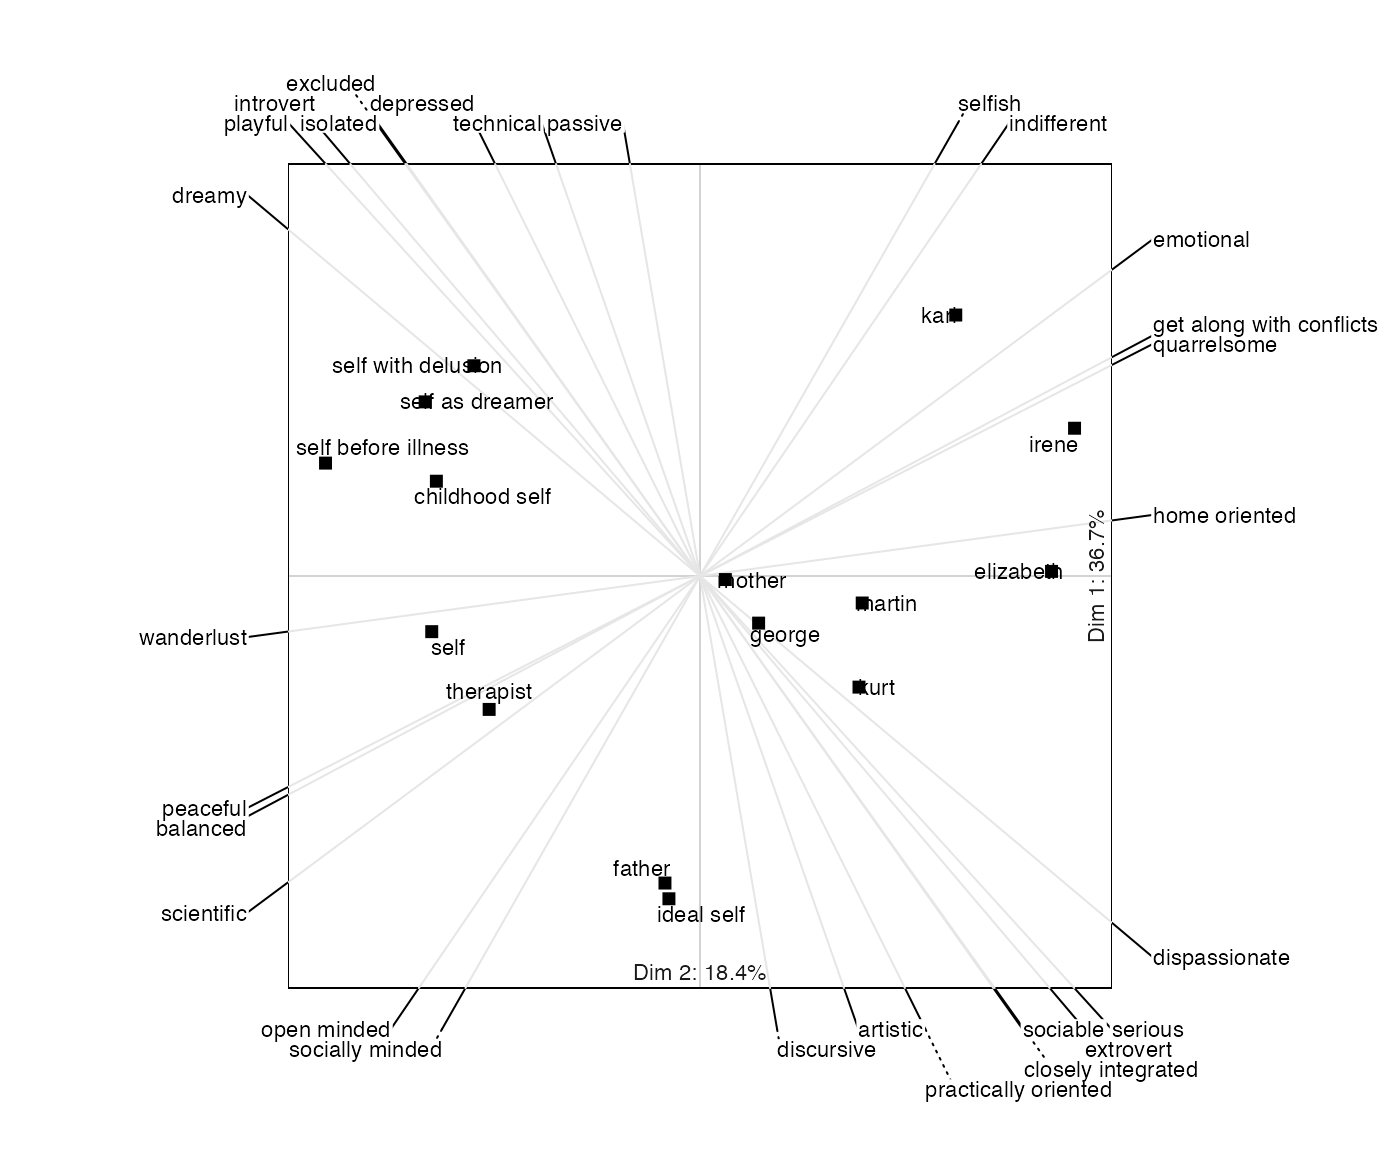 excluded
introvert
depressed
playful
isolated
technical
passive
selfish
indifferent
dreamy
emotional
get along with conflicts
quarrelsome
karl
self with delusion
self as dreamer
self before illness
childhood self
irene
home oriented
Dim 1: 36.7%
elizabeth
mother
martin
george
wanderlust
self
therapist
kurt
peaceful
balanced
scientific
father
ideal self
dispassionate
Dim 2: 18.4%
open minded
socially minded
discursive
artistic
sociable
serious
extrovert
closely integrated
practically oriented